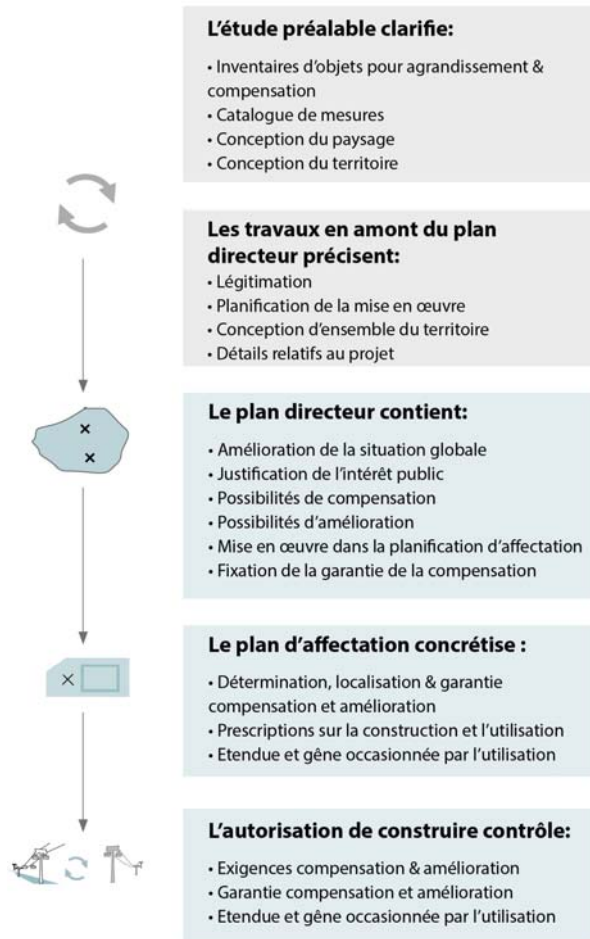 L'étude préalable clarifie:
• Inventaires d'objets pour agrandissement &
compensation
• Catalogue de mesures
• Conception du paysage
• Conception du territoire
Les travaux en amont du plan
directeur précisent:
• Légitimation
• Planification de la mise en œuvre
• Conception d'ensemble du territoire
• Détails relatifs au projet
Le plan directeur contient:
• Amélioration de la situation globale
• Justification de l'intérêt public
• Possibilités de compensation
• Possibilités d'amélioration
• Mise en œuvre dans la planification d'affectation
• Fixation de la garantie de la compensation
Le plan d'affectation concrétise :
• Détermination, localisation & garantie
compensation et amélioration
• Prescriptions sur la construction et l'utilisation
• Etendue et gêne occasionnée par l'utilisation
L'autorisation de construire contrôle:
• Exigences compensation & amélioration
• Garantie compensation et amélioration
• Etendue et gêne occasionnée par l'utilisation